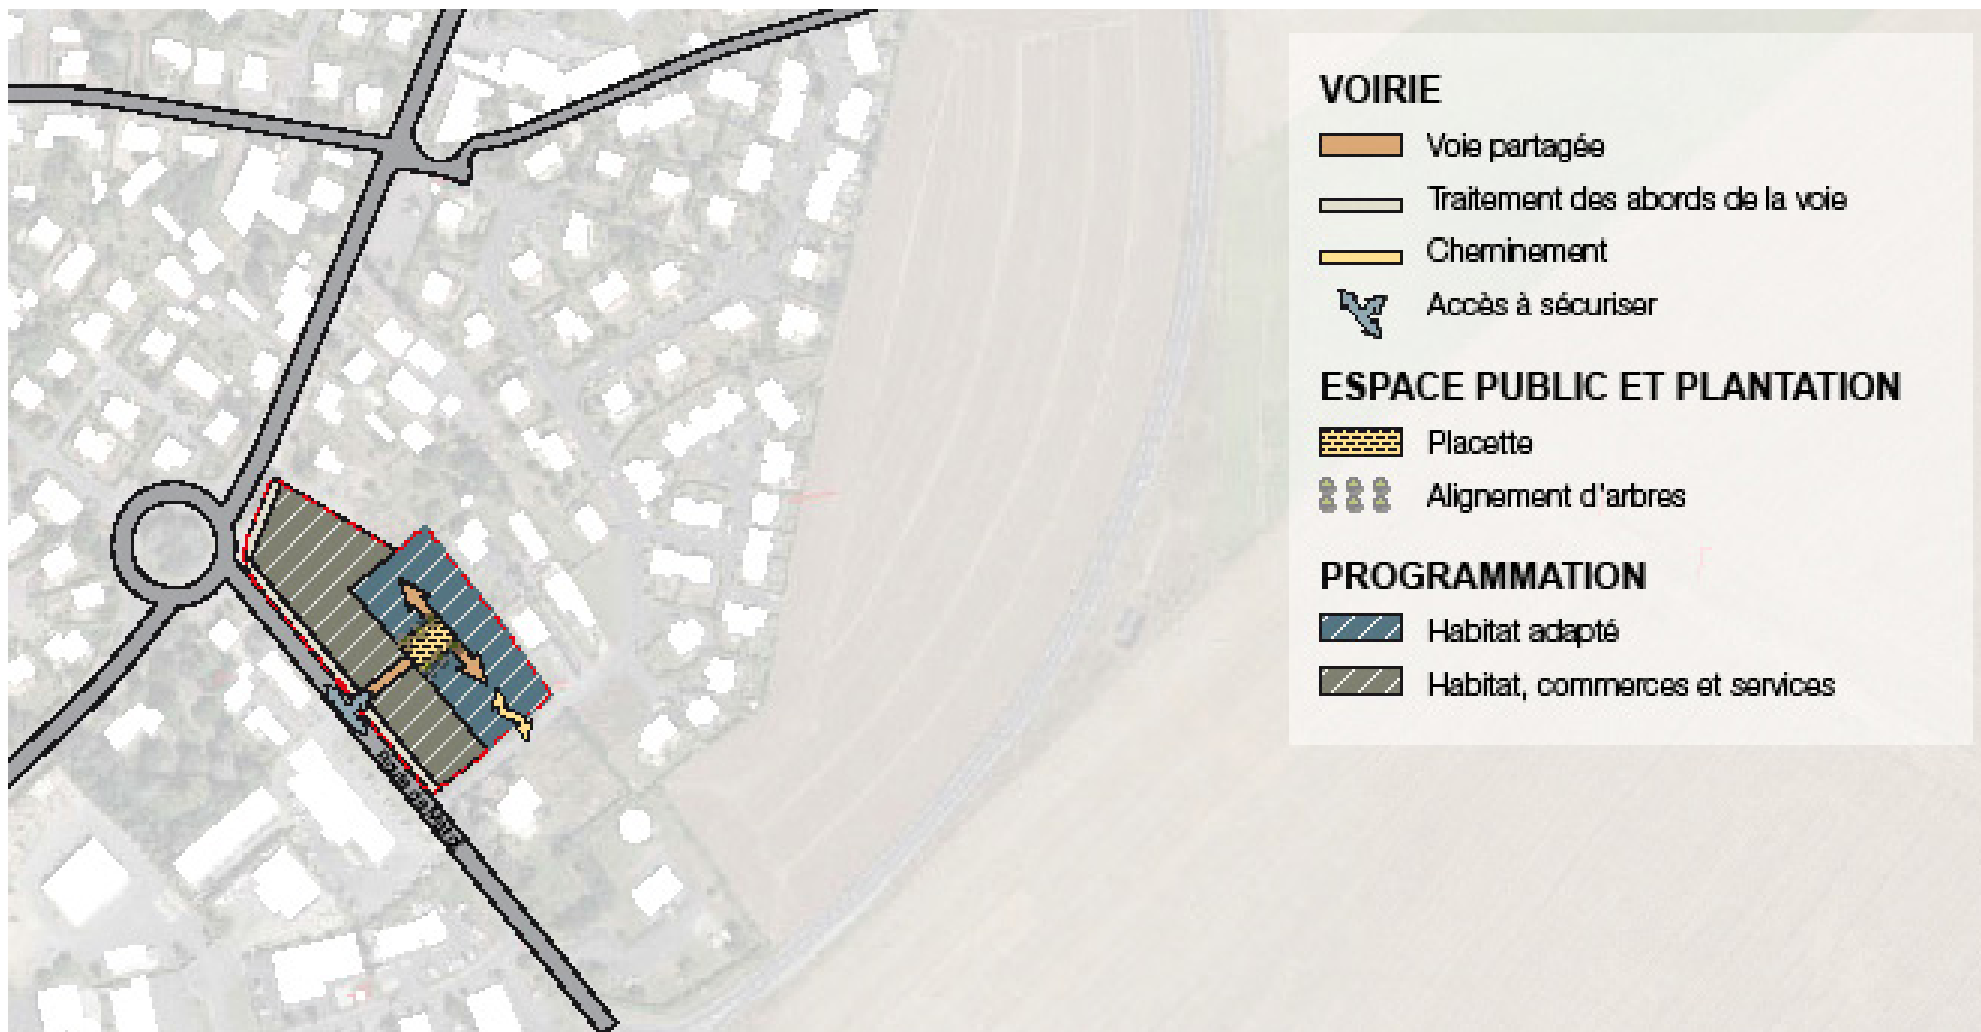 VOIRIE
Voie partagée
Traitement des abords de la voie
Cheminement
Accès à sécuriser
ESPACE PUBLIC ET PLANTATION
Placette
Alignement d'arbres
PROGRAMMATION
Habitat adapté
Habitat, commerces et services